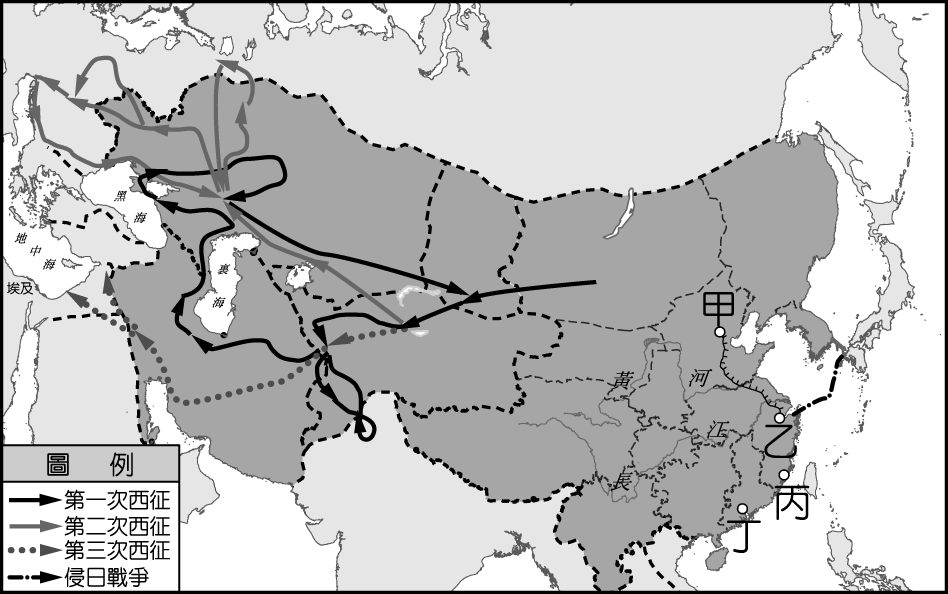 黑海
地中海
埃及
裏海
甲
黃河
乙
長江
丙
丁
圖 例
第一次西征
第二次西征
第三次西征
侵日戰爭